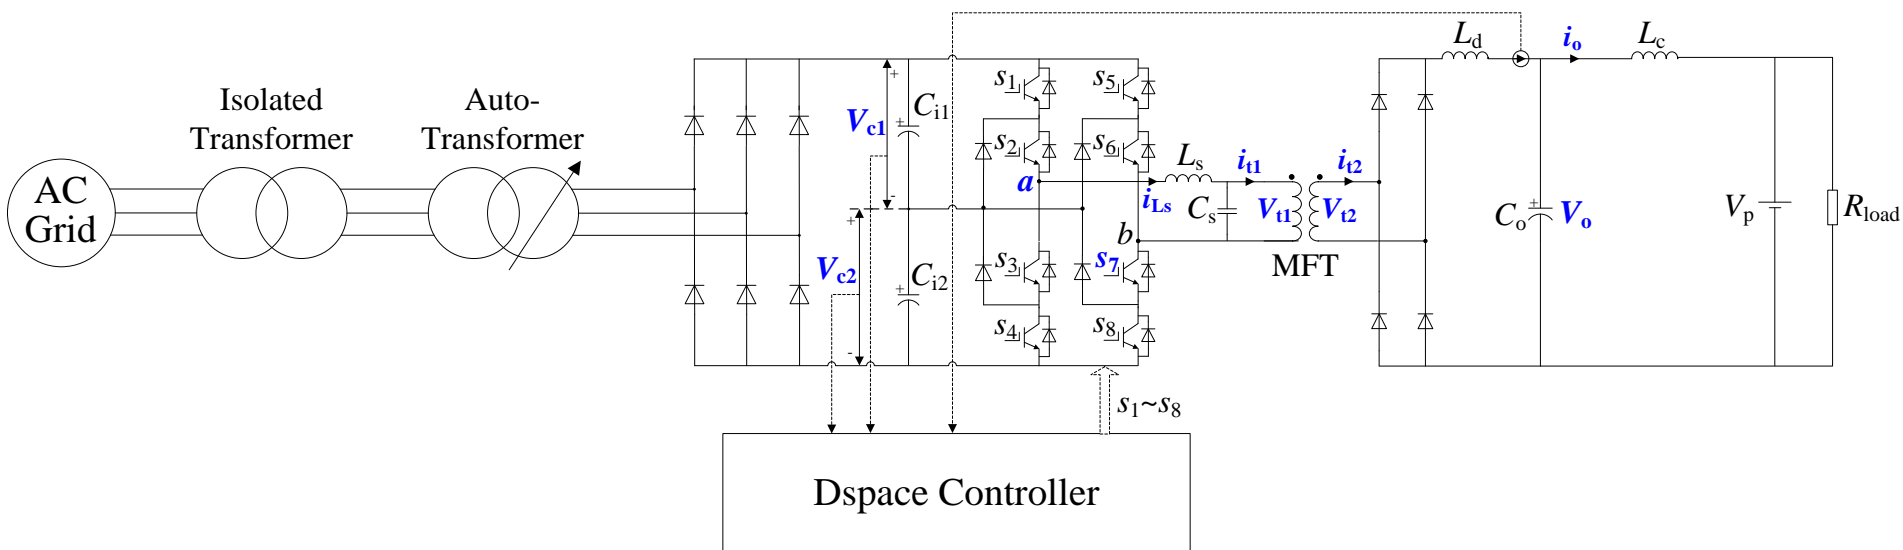 AC
Grid
Isolated
Transformer
Auto-
Transformer
+
Vc1
-
+
Ci1
+
Vc2
-
+
Ci2
s1
s2
s3
s4
s5
s6
s7
s8
a
b
iLs
Ls
Cs
it1
Vt1
it2
Vt2
MFT
Ld
io
Lc
+
Co
Vo
Vp
Rload
s1~s8
Dspace Controller